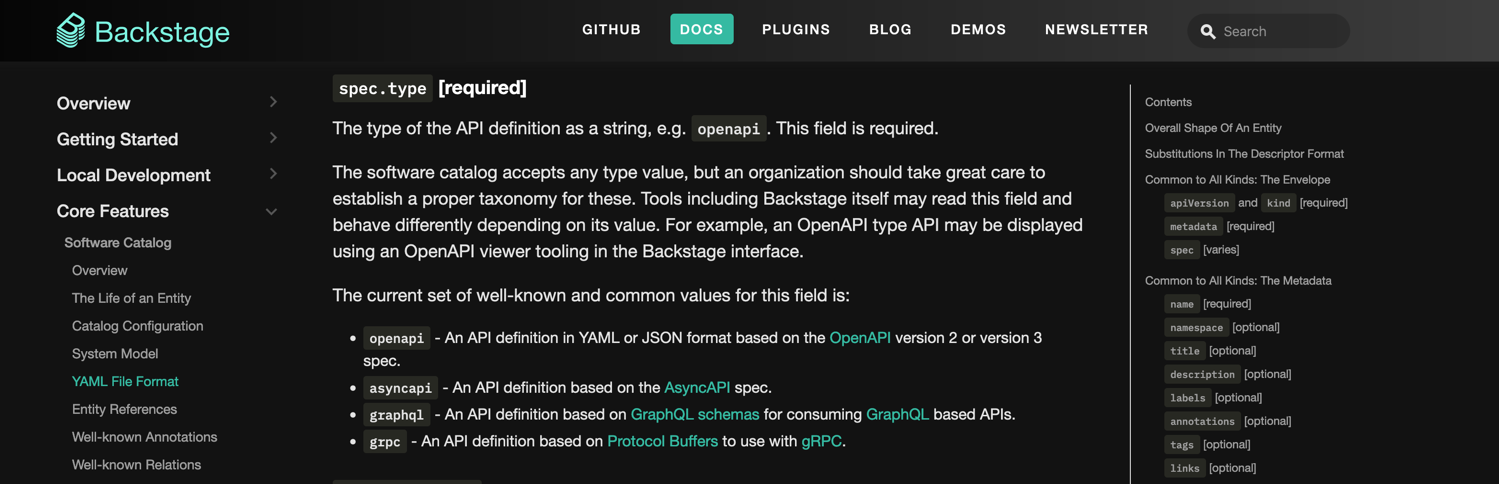 Backstage
GITHUB
DOCS
PLUGINS
BLOG
DEMOS
NEWSLETTER
Search
Overview
Getting Started
Local Development
Core Features
Software Catalog
Overview
The Life of an Entity
Catalog Configuration
System Model
YAML File Format
Entity References
Well-known Annotations
Well-known Relations
spec.type [required]
The type of the API definition as a string, e.g. openapi. This field is required.
The software catalog accepts any type value, but an organization should take great care to
establish a proper taxonomy for these. Tools including Backstage itself may read this field and
behave differently depending on its value. For example, an OpenAPI type API may be displayed
using an OpenAPI viewer tooling in the Backstage interface.
The current set of well-known and common values for this field is:
• openapi - An API definition in YAML or JSON format based on the OpenAPI version 2 or version 3
spec.
• asyncapi - An API definition based on the AsyncAPI spec.
• graphql - An API definition based on GraphQL schemas for consuming GraphQL based APIs.
• grpc - An API definition based on Protocol Buffers to use with gRPC.
Contents
Overall Shape Of An Entity
Substitutions In The Descriptor Format
Common to All Kinds: The Envelope
apiVersion and kind [required]
metadata [required]
spec [varies]
Common to All Kinds: The Metadata
name [required]
namespace [optional]
title [optional]
description [optional]
labels [optional]
annotations [optional]
tags [optional]
links [optional]